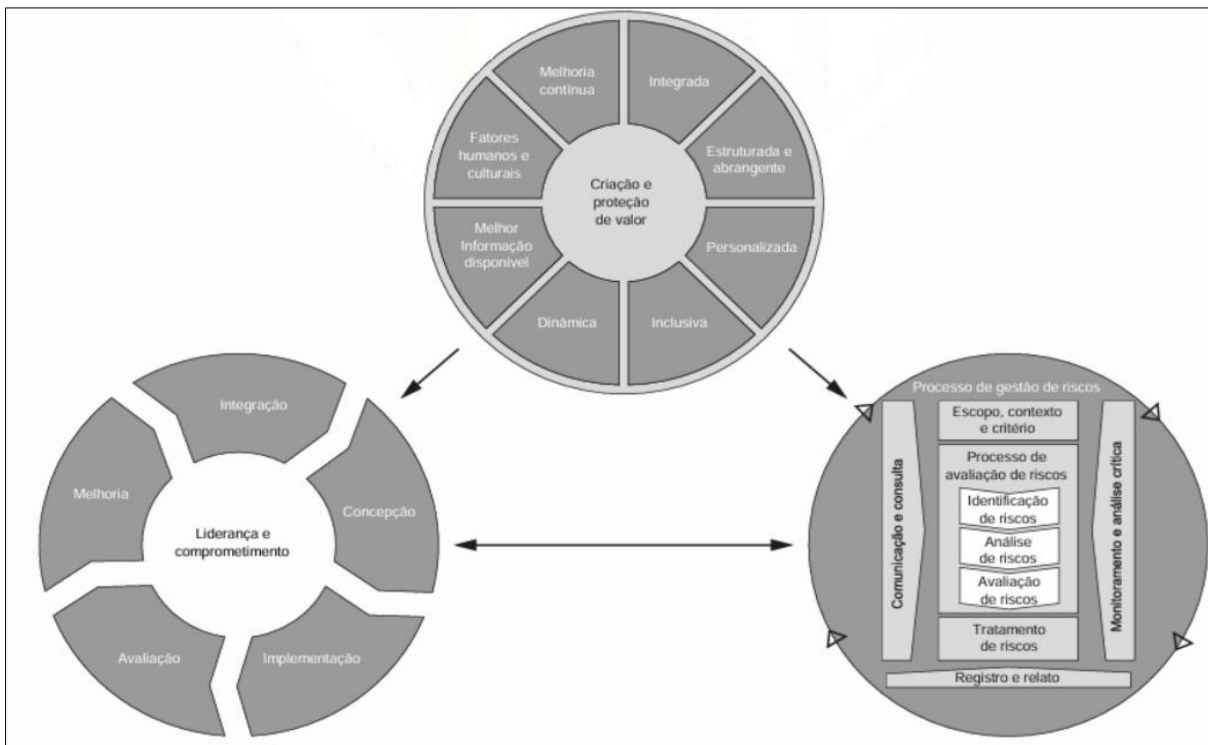 Melhoria
contínua
Integrada
Fatores
humanos e
culturais
Estruturada e
abrangente
Criação e
proteção
de valor
Melhor
Informação
disponível
Personalizada
Dinâmica
Inclusiva
Integração
Melhoria
Concepção
Liderança e
comprometimento
Avaliação
Implementação
Processo de gestão de riscos
Escopo, contexto
e critério
Processo de
avaliação de riscos
Identificação
de riscos
Análise
de riscos
Avaliação
de riscos
Tratamento
de riscos
Comunicação e consulta
Monitoramento e análise crítica
Registro e relato